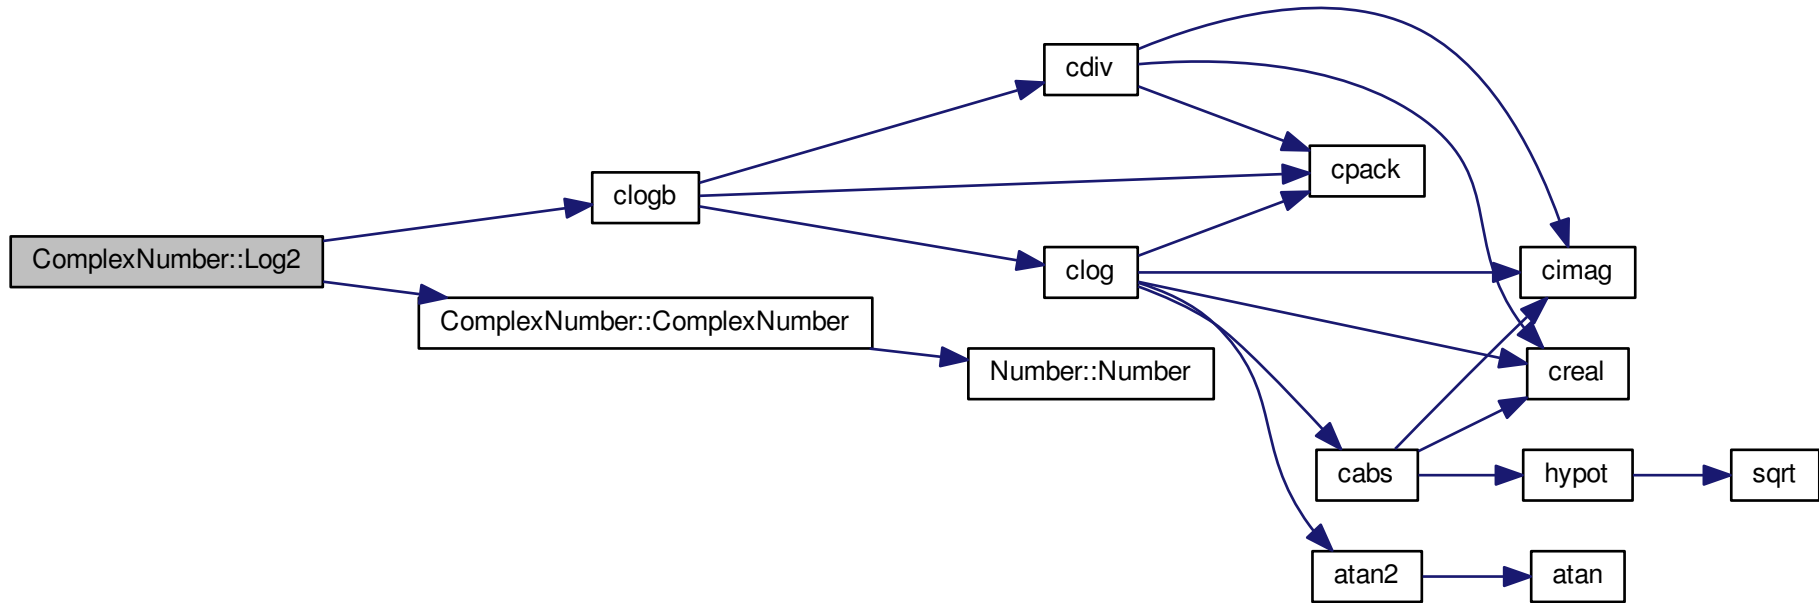 ComplexNumber::Log2
clogb
ComplexNumber::ComplexNumber
cdiv
clog
Number::Number
cpack
cabs
atan2
cimag
creal
hypot
atan
sqrt